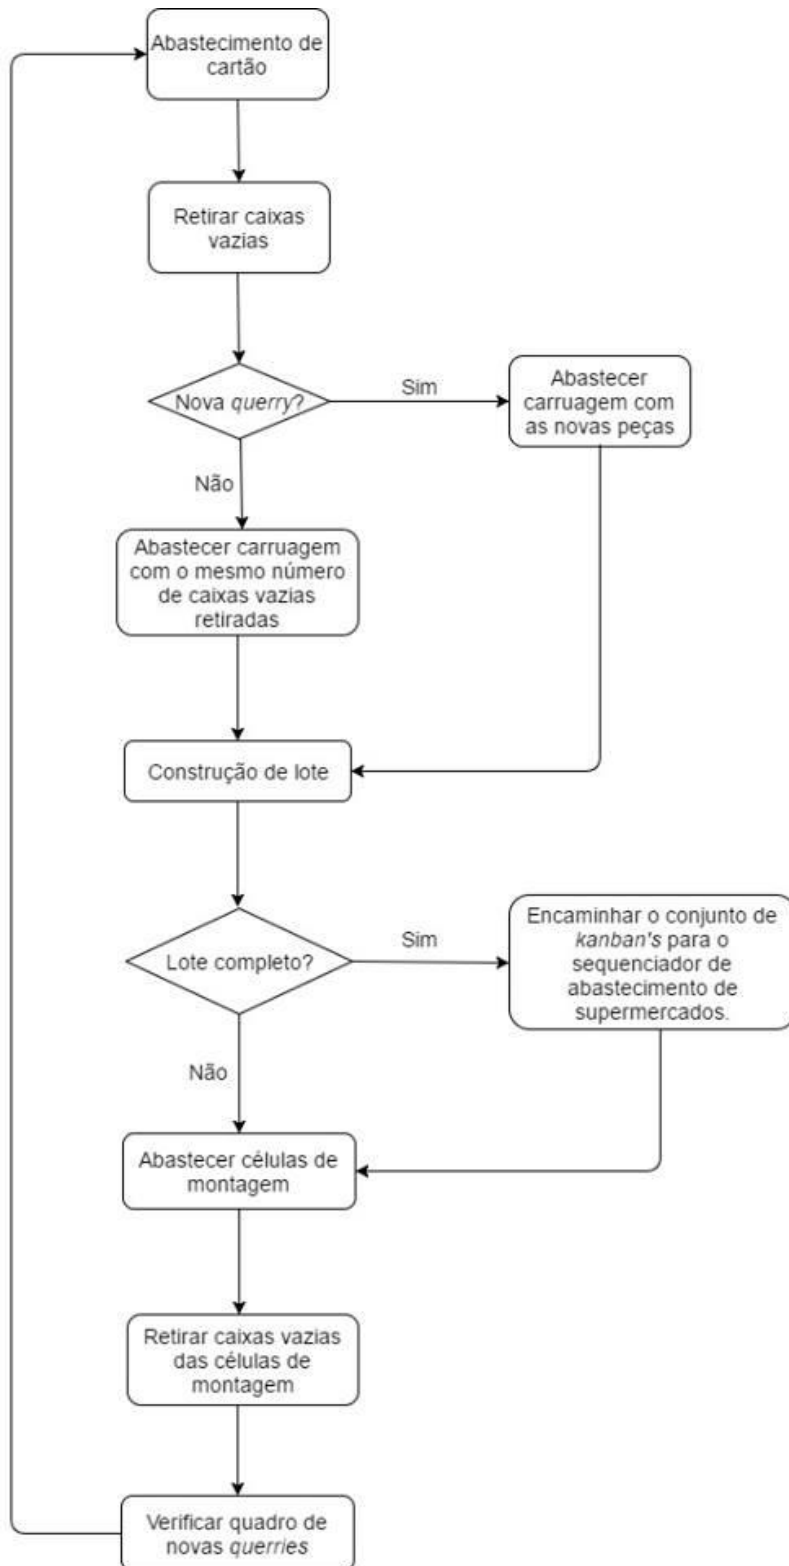 Abastecimento de
cartão
Retirar caixas
vazias
Nova querry?
Sim
Abastecer
carruagem com
as novas peças
Não
Abastecer carruagem
com o mesmo número
de caixas vazias
retiradas
Construção de lote
Lote completo?
Sim
Encaminhar o conjunto de
kanban's para o
sequenciador de
abastecimento de
supermercados.
Não
Abastecer células de
montagem
Retirar caixas vazias
das células de
montagem
Verificar quadro de
novas querries